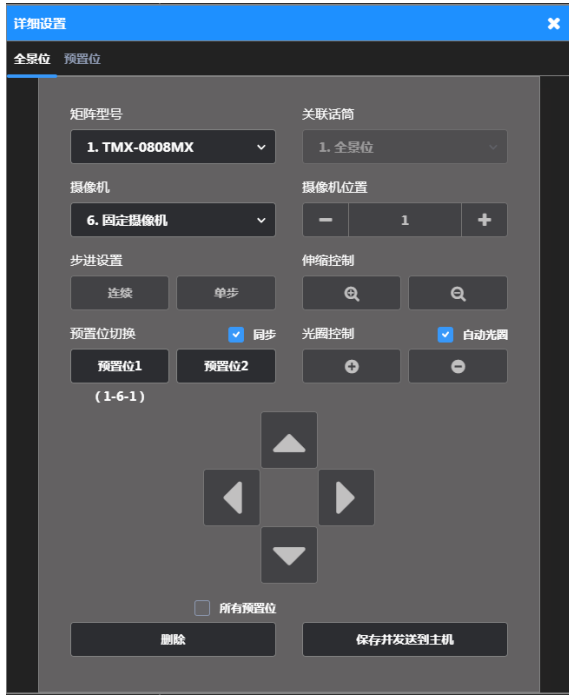 详细设置
全景位 预置位
矩阵型号 关联话筒
1. TMX-0808MX 1. 全景位
摄像机 摄像机位置
6. 固定摄像机 1
步进设置 伸缩控制
连续 单步
预置位切换 同步 光圈控制 自动光圈
预置位1 预置位2
(1-6-1)
所有预置位
删除 保存并发送到主机